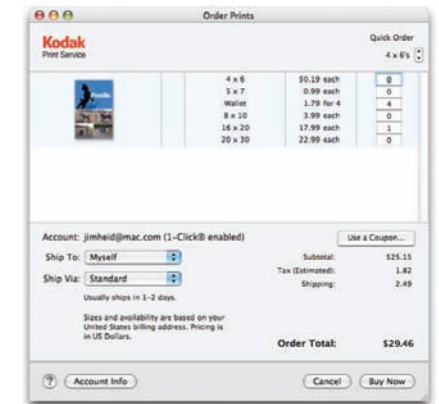 Order Prints
Kodak
Print Service
Quick Order
4 x 6's
4 x 6 $0.19 each 0
5 x 7 0.99 each 0
Wallet 1.79 for 4 4
8 x 10 3.99 each 0
16 x 20 17.99 each 1
20 x 30 22.99 each 0
Account: jimheid@mac.com (1-Click® enabled)
Use a Coupon...
Ship To: Myself
Subtotal: $25.15
Tax (Estimated): 1.82
Ship Via: Standard
Shipping: 2.49
Usually ships in 1-2 days.
Sizes and availability are based on your
United States billing address. Pricing is
in US Dollars.
Order Total: $29.46
? Account Info Cancel Buy Now